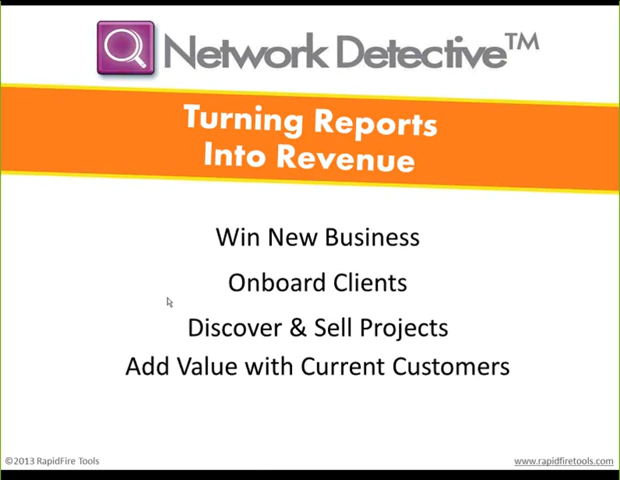 Network Detective™
Turning Reports
Into Revenue
Win New Business
Onboard Clients
Discover & Sell Projects
Add Value with Current Customers
©2013 RapidFire Tools
www.rapidfiretools.com